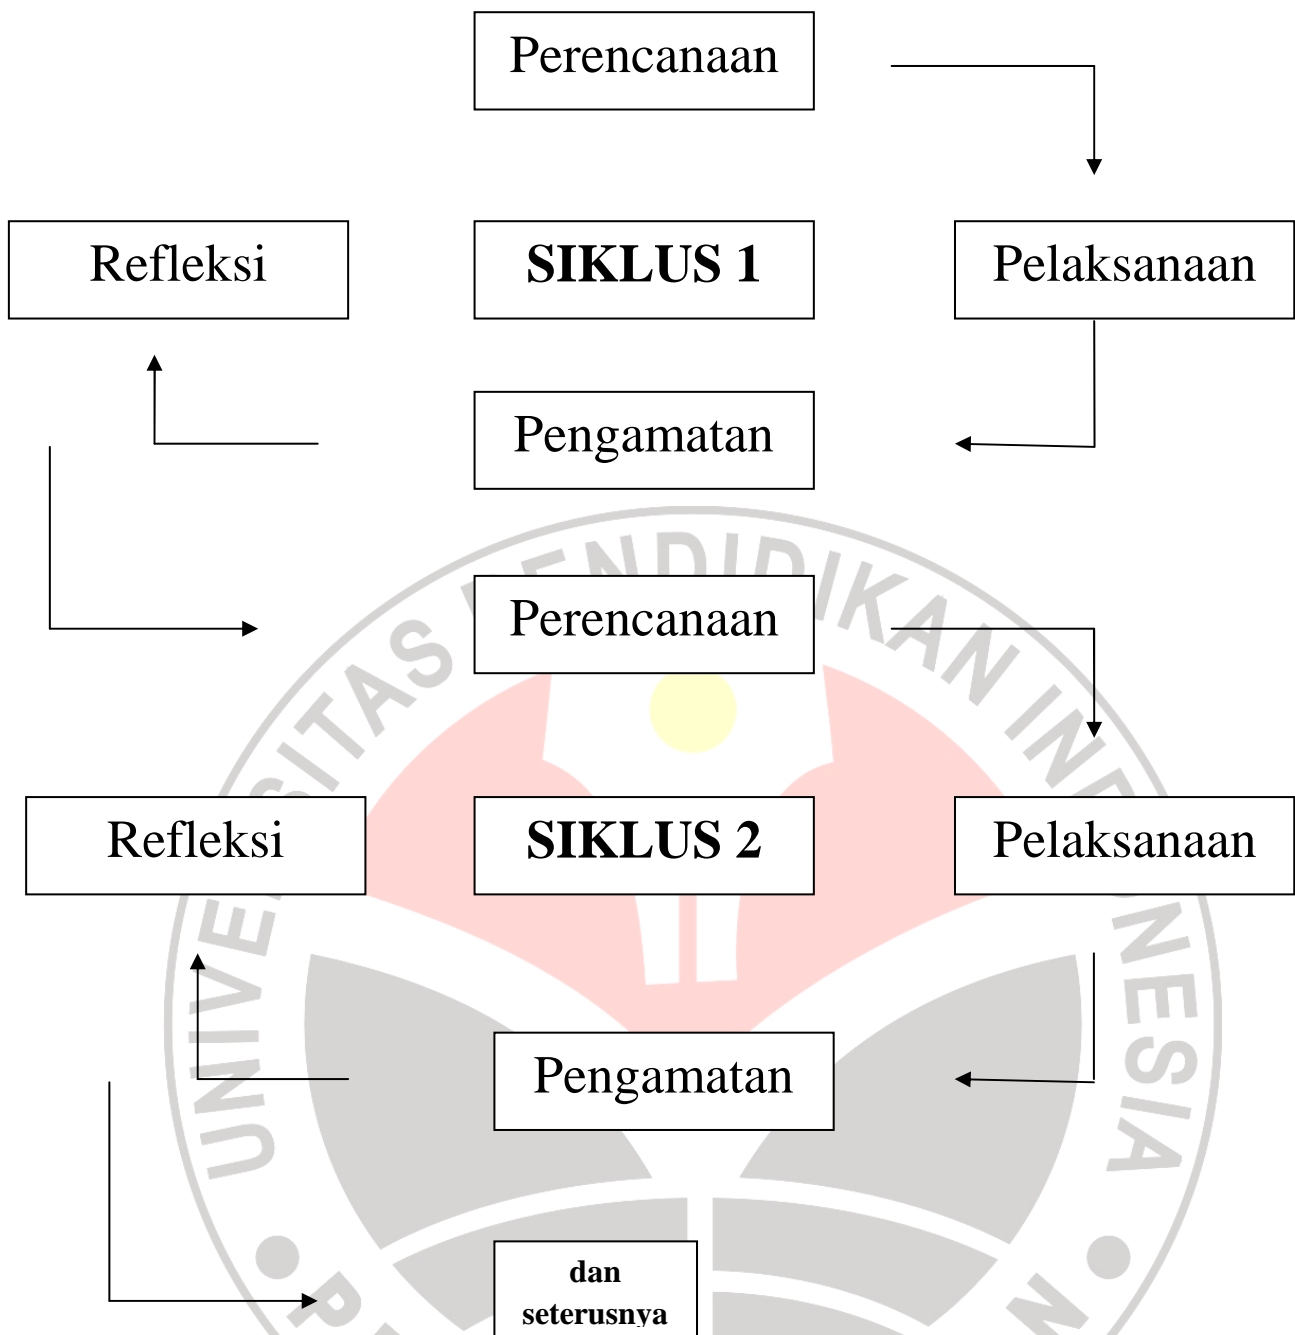 Perencanaan
Refleksi
SIKLUS 1
Pelaksanaan
Pengamatan
Perencanaan
Refleksi
SIKLUS 2
Pelaksanaan
Pengamatan
dan
seterusnya